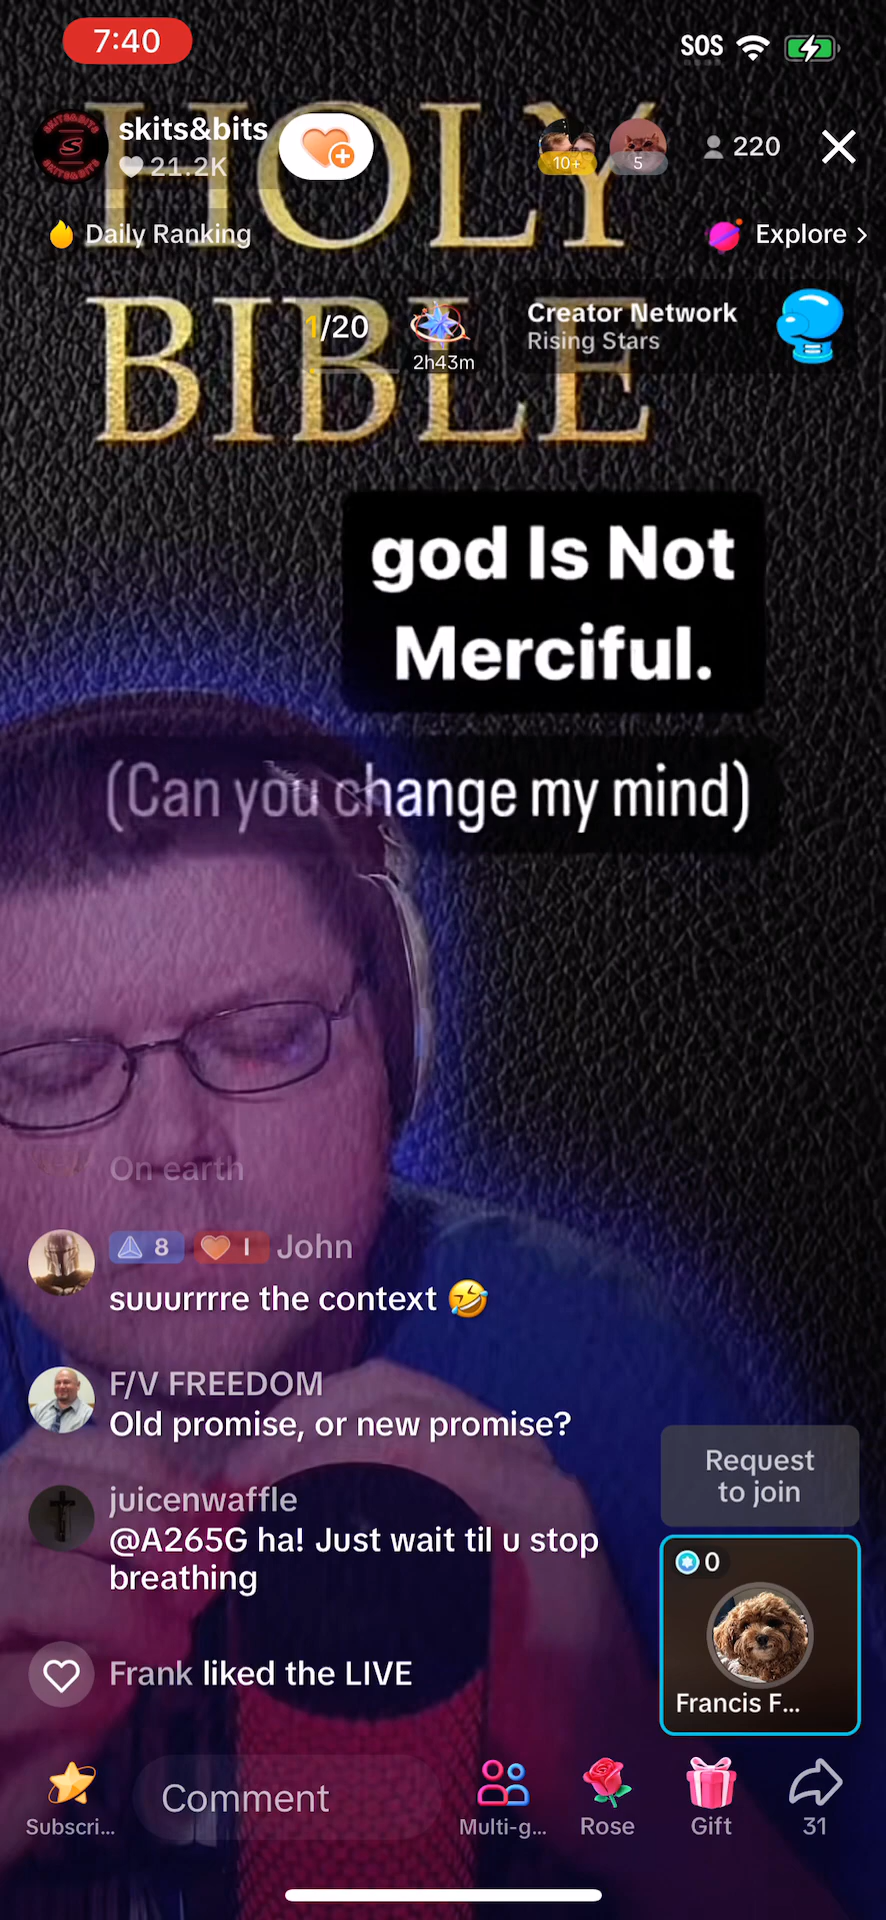 7:40
SOS
skits&bits
21.2K
10+
5
220
Daily Ranking
Explore >
HOLY
BIBLE
1/20
2h43m
Creator Network
Rising Stars
god Is Not
Merciful.
(Can you change my mind)
On earth
8 I John
suuurrrre the context 🤣
F/V FREEDOM
Old promise, or new promise?
juicenwaffle
@A265G ha! Just wait til u stop
breathing
Frank liked the LIVE
Request
to join
0
Francis F...
Subscri...
Comment
Multi-g...
Rose
Gift
31